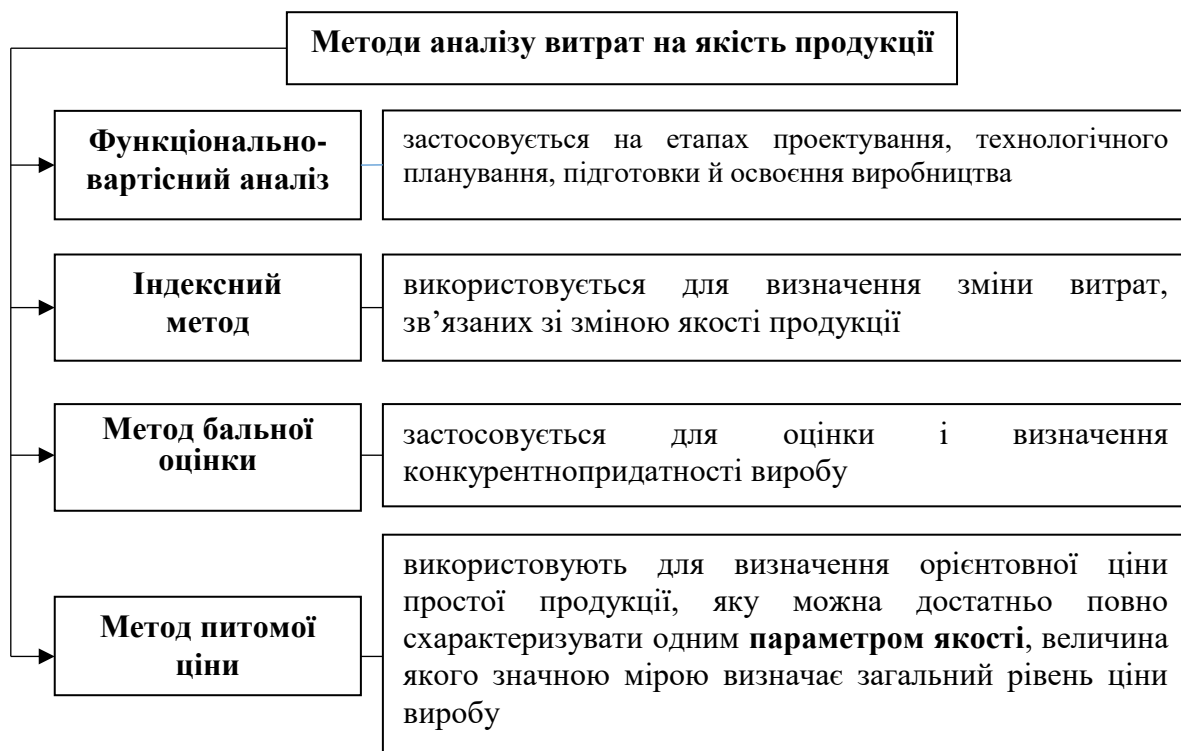 Методи аналізу витрат на якість продукції
Функціонально-
вартісний аналіз
застосовується на етапах проектування, технологічного
планування, підготовки й освоєння виробництва
Індексний
метод
використовується для визначення зміни витрат,
зв’язаних зі зміною якості продукції
Метод бальної
оцінки
застосовується для оцінки і визначення
конкурентнопридатності виробу
Метод питомої
ціни
використовують для визначення орієнтовної ціни
простої продукції, яку можна достатньо повно
схарактеризувати одним параметром якості, величина
якого значною мірою визначає загальний рівень ціни
виробу